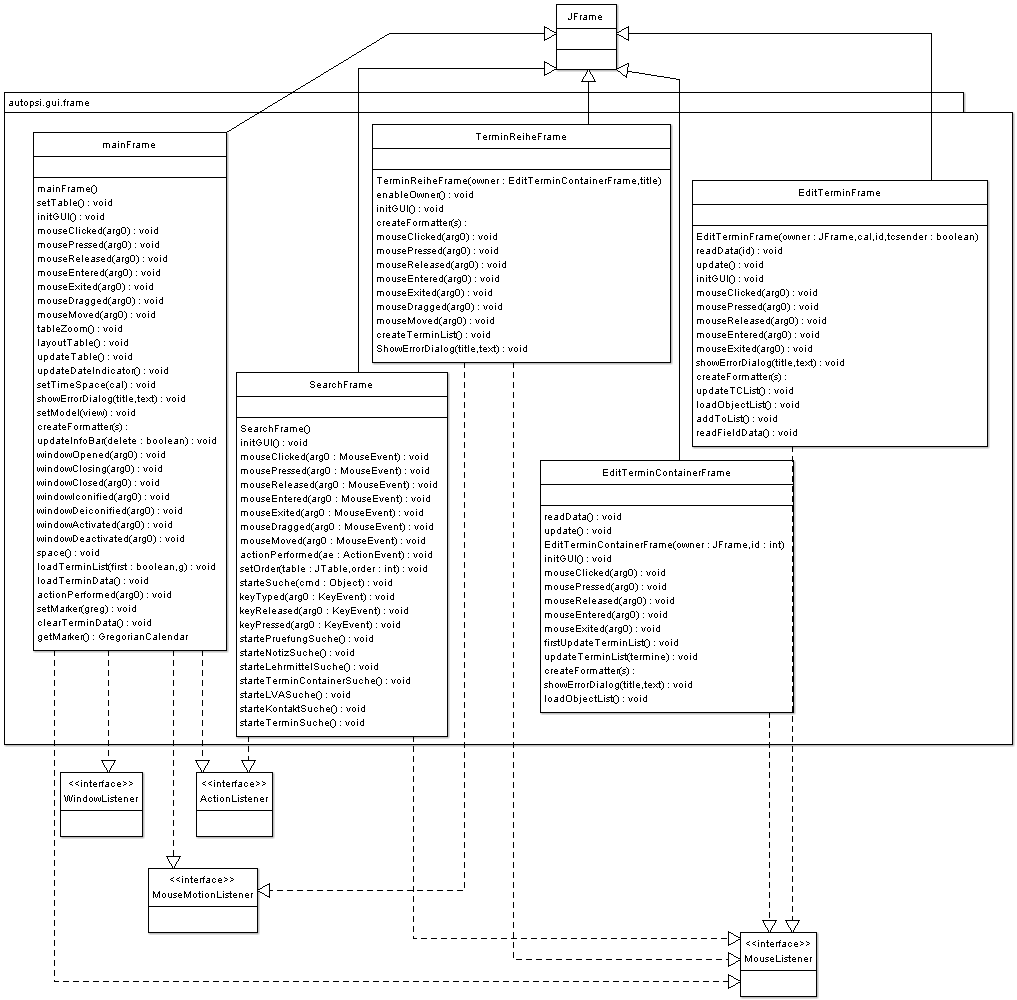 JFrame
autopsi.gui.frame
mainFrame
mainFrame()
setTable() : void
initGUI() : void
mouseClicked(arg0) : void
mousePressed(arg0) : void
mouseReleased(arg0) : void
mouseEntered(arg0) : void
mouseExited(arg0) : void
mouseDragged(arg0) : void
mouseMoved(arg0) : void
tableZoom() : void
layoutTable() : void
updateTable() : void
updateDateIndicator() : void
setTimeSpace(cal) : void
showErrorDialog(title,text) : void
setModel(view) : void
createFormatter(s) :
updateInfoBar(delete : boolean) : void
windowOpened(arg0) : void
windowClosing(arg0) : void
windowClosed(arg0) : void
windowIconified(arg0) : void
windowDeiconified(arg0) : void
windowActivated(arg0) : void
windowDeactivated(arg0) : void
space() : void
loadTerminList(first : boolean,g) : void
loadTerminData() : void
actionPerformed(arg0) : void
setMarker(greg) : void
clearTerminData() : void
getMarker() : GregorianCalendar
TerminReiheFrame
TerminReiheFrame(owner : EditTerminContainerFrame,title)
enableOwner() : void
initGUI() : void
createFormatter(s) :
mouseClicked(arg0) : void
mousePressed(arg0) : void
mouseReleased(arg0) : void
mouseEntered(arg0) : void
mouseExited(arg0) : void
mouseDragged(arg0) : void
mouseMoved(arg0) : void
createTerminList() : void
ShowErrorDialog(title,text) : void
EditTerminFrame
EditTerminFrame(owner : JFrame,cal,id,tcsender : boolean)
readData(id) : void
update() : void
initGUI() : void
mouseClicked(arg0) : void
mousePressed(arg0) : void
mouseReleased(arg0) : void
mouseEntered(arg0) : void
mouseExited(arg0) : void
showErrorDialog(title,text) : void
createFormatter(s) :
updateTCList() : void
loadObjectList() : void
addToList() : void
readFieldData() : void
SearchFrame
SearchFrame()
initGUI() : void
mouseClicked(arg0 : MouseEvent) : void
mousePressed(arg0 : MouseEvent) : void
mouseReleased(arg0 : MouseEvent) : void
mouseEntered(arg0 : MouseEvent) : void
mouseExited(arg0 : MouseEvent) : void
mouseDragged(arg0 : MouseEvent) : void
mouseMoved(arg0 : MouseEvent) : void
actionPerformed(ae : ActionEvent) : void
setOrder(table : JTable,order : int) : void
starteSuche(cmd : Object) : void
keyTyped(arg0 : KeyEvent) : void
keyReleased(arg0 : KeyEvent) : void
keyPressed(arg0 : KeyEvent) : void
startePruefungSuche() : void
starteNotizSuche() : void
starteLehrmittelSuche() : void
starteTerminContainerSuche() : void
starteLVASuche() : void
starteKontaktSuche() : void
starteTerminSuche() : void
EditTerminContainerFrame
readData() : void
update() : void
EditTerminContainerFrame(owner : JFrame,id : int)
initGUI() : void
mouseClicked(arg0) : void
mousePressed(arg0) : void
mouseReleased(arg0) : void
mouseEntered(arg0) : void
mouseExited(arg0) : void
firstUpdateTerminList() : void
updateTerminList(termine) : void
createFormatter(s) :
showErrorDialog(title,text) : void
loadObjectList() : void
<<interface>>
WindowListener
<<interface>>
ActionListener
<<interface>>
MouseMotionListener
<<interface>>
MouseListener